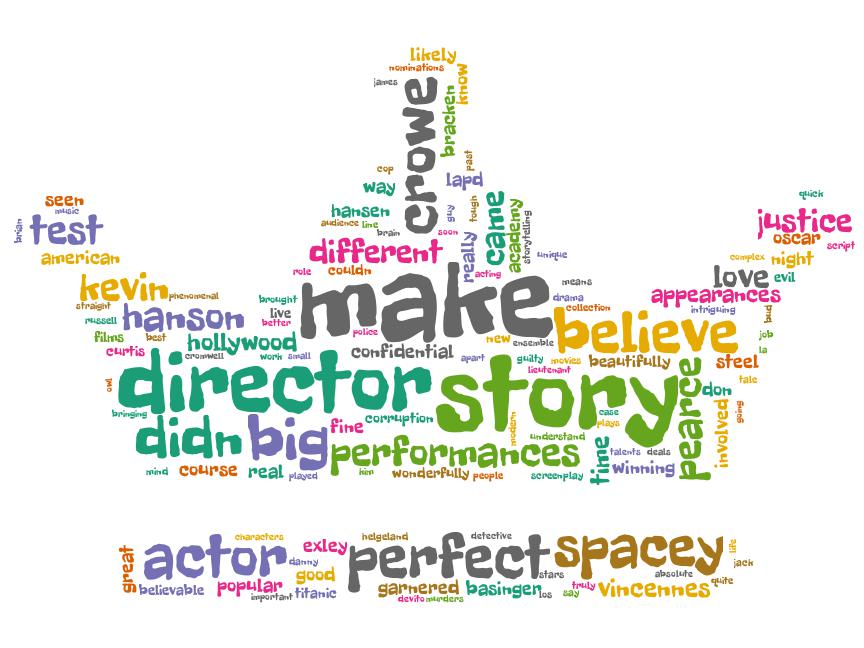 likely
nominations
james
know
crowe
bracken
past
cop
way
lapd
quick
seen
music
brian
test
hansen
audience
line
brain
guy
tough
soon
really
came
academy
storytelling
justice
oscar
script
american
different
couldn
role
acting
unique
complex
night
kevin
phenomenal
straight
brought
live
better
make
means
drama
collection
love
evil
appearances
intriguing
bad
russell
hanson
films
best
hollywood
police
new
ensemble
believe
job
la
curtis
cromwell
work
small
confidential
apart
guilty
movies
lieutenant
beautifully
steel
owl
bringing
director
story
pearce
don
tale
going
involved
didn
big
fine
corruption
modern
case
plays
understand
performances
time
talents
deals
winning
mind
course
real
played
kim
wonderfully
people
screenplay
great
characters
actor
exley
danny
helgeland
detective
perfect
stars
spacey
life
jack
absolute
quite
believable
popular
good
important
titanic
garnered
devito
murders
basinger
los
say
truly
vincennes